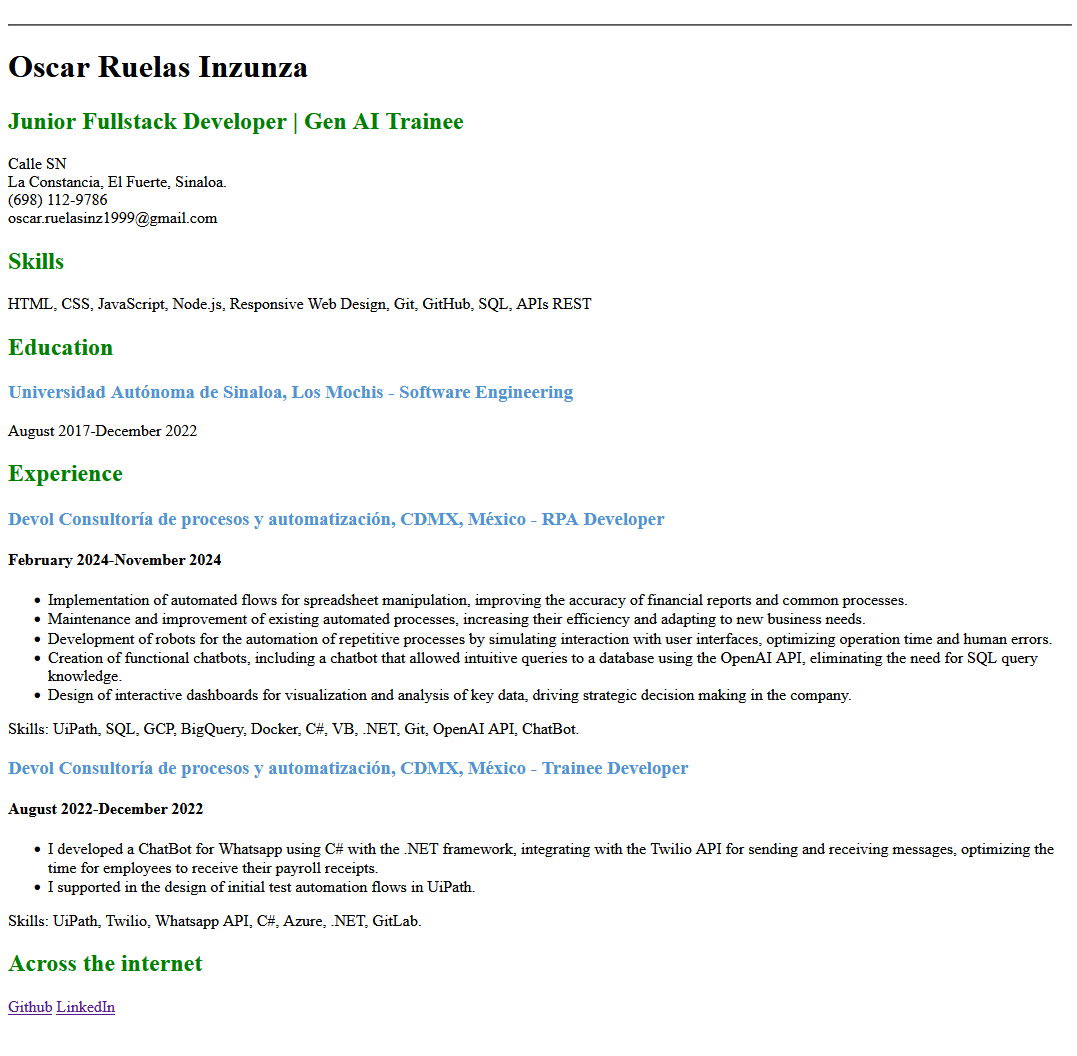 Oscar Ruelas Inzunza
Junior Fullstack Developer | Gen AI Trainee
Calle SN
La Constancia, El Fuerte, Sinaloa.
(698) 112-9786
oscar.ruelasinz1999@gmail.com
Skills
HTML, CSS, JavaScript, Node.js, Responsive Web Design, Git, GitHub, SQL, APIs REST
Education
Universidad Autónoma de Sinaloa, Los Mochis - Software Engineering
August 2017-December 2022
Experience
Devol Consultoría de procesos y automatización, CDMX, México - RPA Developer
February 2024-November 2024
• Implementation of automated flows for spreadsheet manipulation, improving the accuracy of financial reports and common processes.
• Maintenance and improvement of existing automated processes, increasing their efficiency and adapting to new business needs.
• Development of robots for the automation of repetitive processes by simulating interaction with user interfaces, optimizing operation time and human errors.
• Creation of functional chatbots, including a chatbot that allowed intuitive queries to a database using the OpenAI API, eliminating the need for SQL query
knowledge.
• Design of interactive dashboards for visualization and analysis of key data, driving strategic decision making in the company.
Skills: UiPath, SQL, GCP, BigQuery, Docker, C#, VB, .NET, Git, OpenAI API, ChatBot.
Devol Consultoría de procesos y automatización, CDMX, México - Trainee Developer
August 2022-December 2022
• I developed a ChatBot for Whatsapp using C# with the .NET framework, integrating with the Twilio API for sending and receiving messages, optimizing the
time for employees to receive their payroll receipts.
• I supported in the design of initial test automation flows in UiPath.
Skills: UiPath, Twilio, Whatsapp API, C#, Azure, .NET, GitLab.
Across the internet
Github LinkedIn